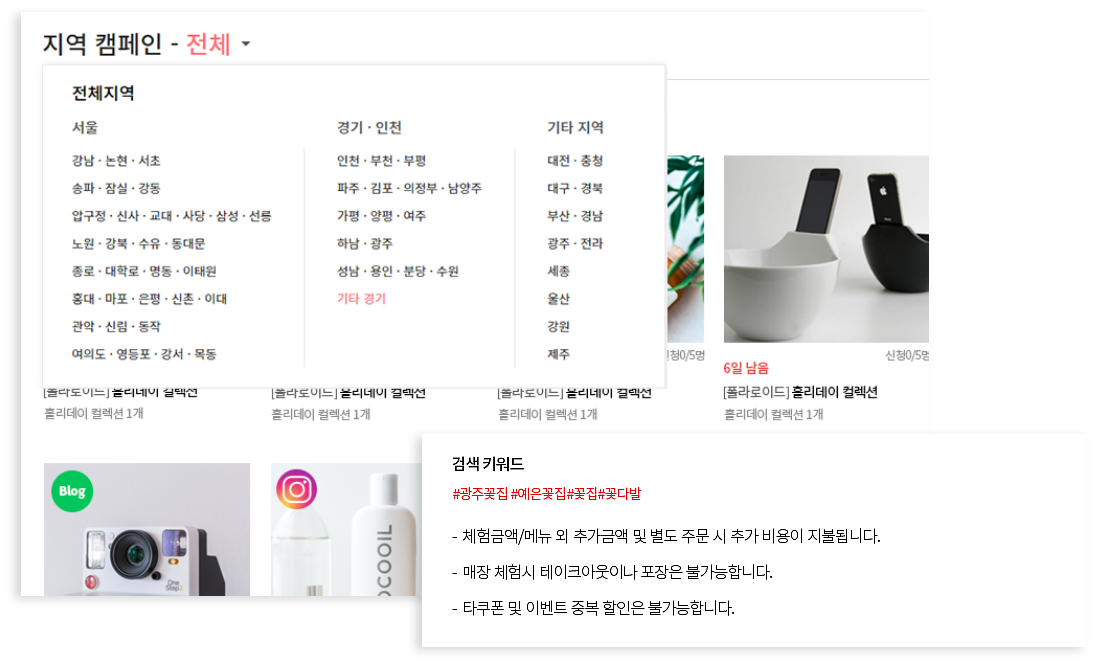 지역 캠페인 - 전체
전체지역
서울
강남 · 논현 · 서초
송파 · 잠실 · 강동
압구정 · 신사 · 교대 · 사당 · 삼성 · 선릉
노원 · 강북 · 수유 · 동대문
종로 · 대학로 · 명동 · 이태원
홍대 · 마포 · 은평 · 신촌 · 이대
관악 · 신림 · 동작
여의도 · 영등포 · 강서 · 목동
경기 · 인천
인천 · 부천 · 부평
파주 · 김포 · 의정부 · 남양주
가평 · 양평 · 여주
하남 · 광주
성남 · 용인 · 분당 · 수원
기타 경기
기타 지역
대전 · 충청
대구 · 경북
부산 · 경남
광주 · 전라
세종
울산
강원
제주
신청0/5명
신청0/5명
6일 남음
[폴라로이드] 홀리데이 컬렉션
홀리데이 컬렉션 1개
[폴라로이드] 홀리데이 컬렉션
홀리데이 컬렉션 1개
[폴라로이드] 홀리데이 컬렉션
홀리데이 컬렉션 1개
[폴라로이드] 홀리데이 컬렉션
홀리데이 컬렉션 1개
Blog
One
Step2
OCOOIL
검색 키워드
#광주꽃집 #예은꽃집#꽃집#꽃다발
- 체험금액/메뉴 외 추가금액 및 별도 주문 시 추가 비용이 지불됩니다.
- 매장 체험시 테이크아웃이나 포장은 불가능합니다.
- 타쿠폰 및 이벤트 중복 할인은 불가능합니다.